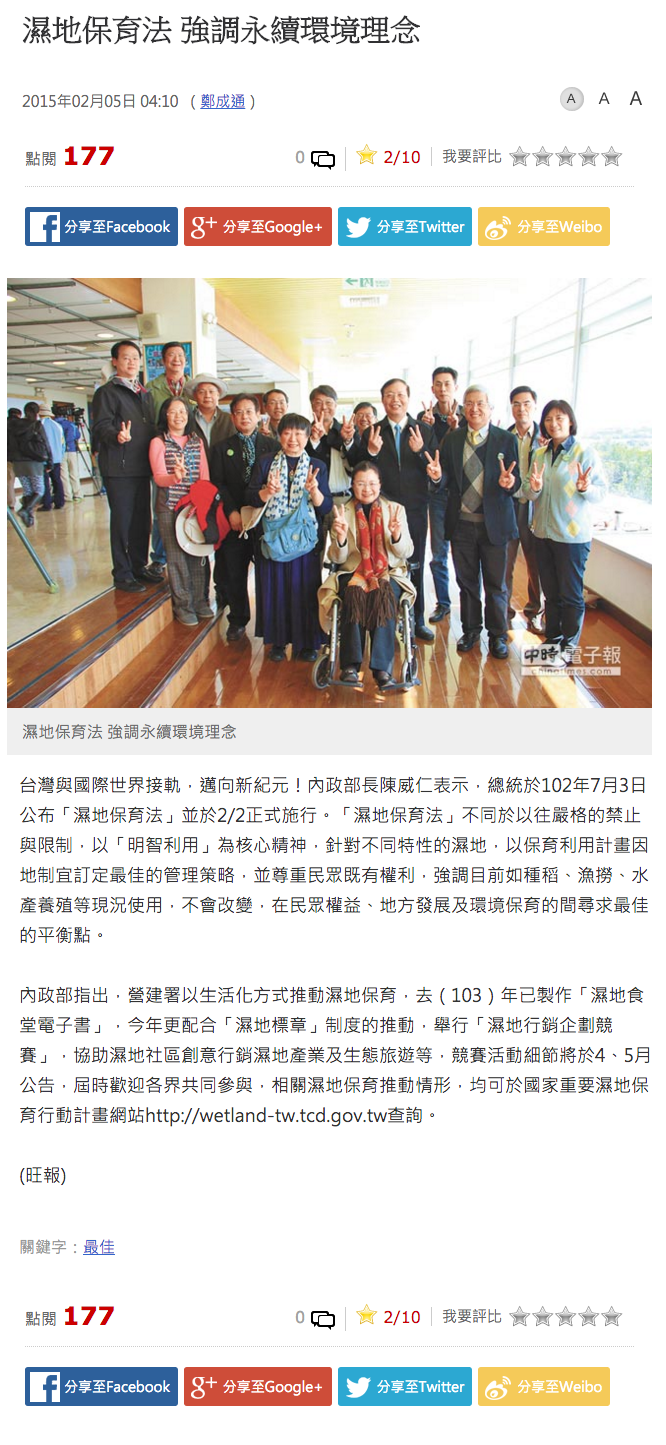 濕地保育法 強調永續環境理念
2015年02月05日 04:10 （鄭成通）
A A A
點閱 177
0
2/10
我要評比
分享至Facebook
分享至Google+
分享至Twitter
分享至Weibo
中時電子報
chinatimes.com
濕地保育法 強調永續環境理念
台灣與國際世界接軌，邁向新紀元！內政部長陳威仁表示，總統於102年7月3日
公布「濕地保育法」並於2/2正式施行。「濕地保育法」不同於以往嚴格的禁止
與限制，以「明智利用」為核心精神，針對不同特性的濕地，以保育利用計畫因
地制宜訂定最佳的管理策略，並尊重民眾既有權利，強調目前如種稻、漁撈、水
產養殖等現況使用，不會改變，在民眾權益、地方發展及環境保育的間尋求最佳
的平衡點。
內政部指出，營建署以生活化方式推動濕地保育，去（103）年已製作「濕地食
堂電子書」，今年更配合「濕地標章」制度的推動，舉行「濕地行銷企劃競
賽」，協助濕地社區創意行銷濕地產業及生態旅遊等，競賽活動細節將於4、5月
公告，屆時歡迎各界共同參與，相關濕地保育推動情形，均可於國家重要濕地保
育行動計畫網站http://wetland-tw.tcd.gov.tw查詢。
(旺報)
關鍵字：最佳
點閱 177
0
2/10
我要評比
分享至Facebook
分享至Google+
分享至Twitter
分享至Weibo